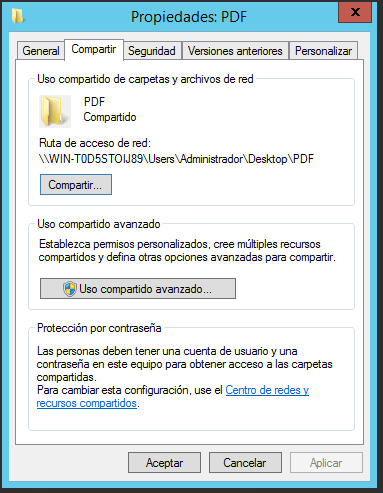 Propiedades: PDF
x
General
Compartir
Seguridad
Versiones anteriores
Personalizar
Uso compartido de carpetas y archivos de red
PDF
Compartido
Ruta de acceso de red:
\\WIN-T0D5STOIJ89\Users\Administrador\Desktop\PDF
Compartir...
Uso compartido avanzado
Establezca permisos personalizados, cree múltiples recursos
compartidos y defina otras opciones avanzadas para compartir.
Uso compartido avanzado...
Protección por contraseña
Las personas deben tener una cuenta de usuario y una
contraseña en este equipo para obtener acceso a las carpetas
compartidas.
Para cambiar esta configuración, use el Centro de redes y
recursos compartidos.
Aceptar
Cancelar
Aplicar